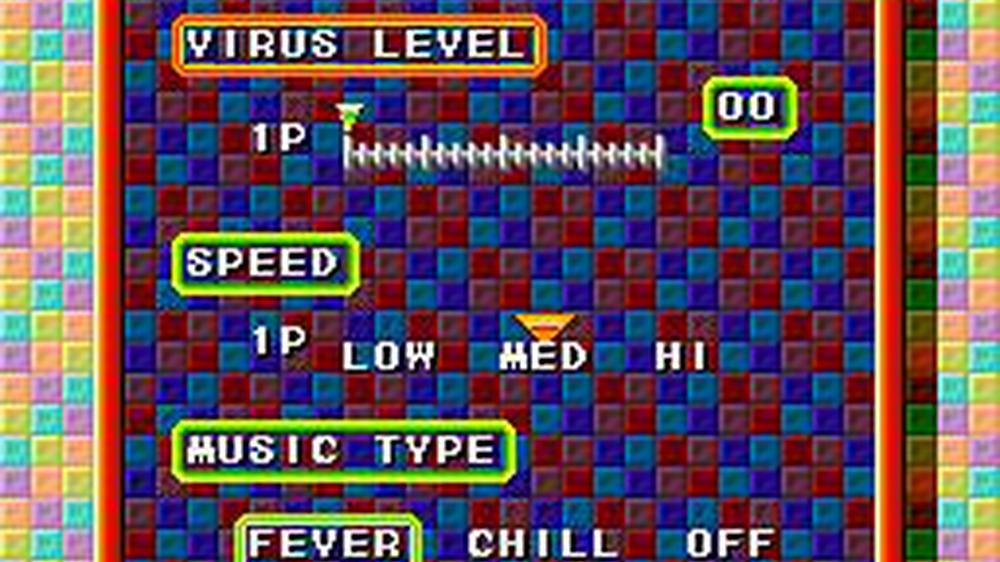 VIRUS LEVEL
00
1P
SPEED
1P LOW MED HI
MUSIC TYPE
FEVER CHILL OFF